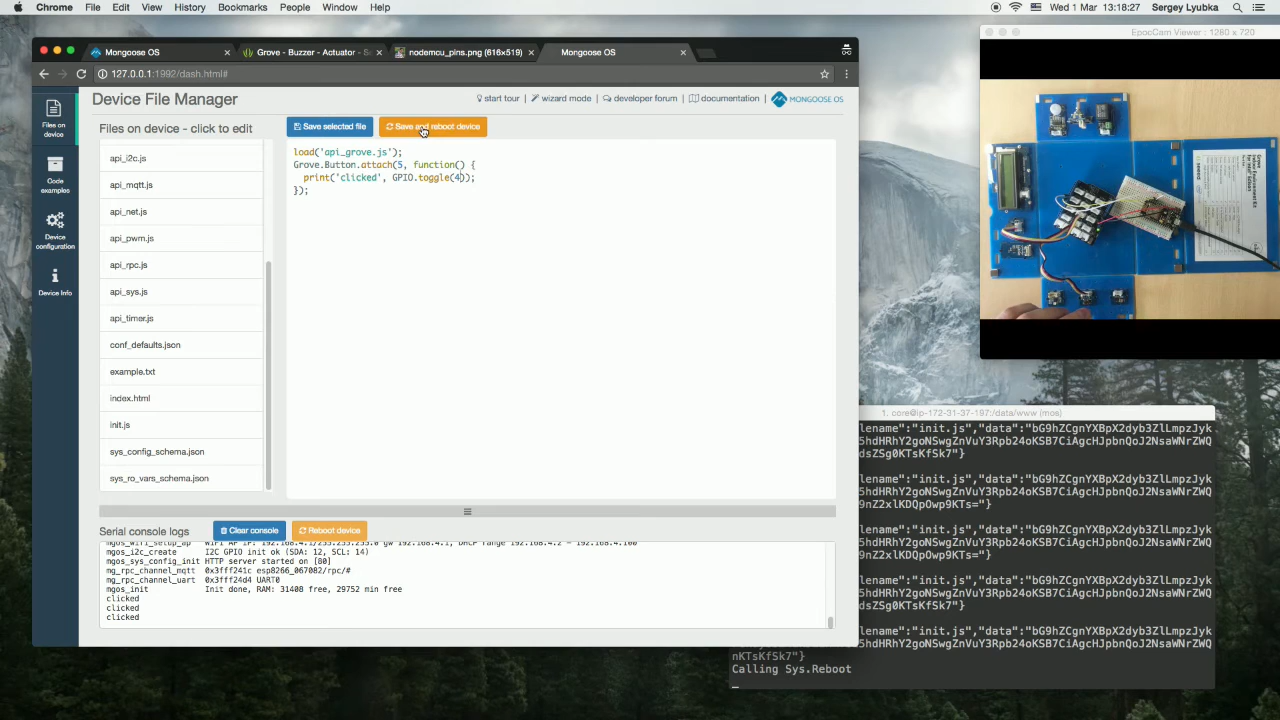 Chrome File Edit View History Bookmarks People Window Help
Wed 1 Mar 13:18:27 Sergey Lyubka
Mongoose OS
Grove - Buzzer - Actuator - S
nodemcu_pins.png (616x519)
Mongoose OS
127.0.0.1:1992/dash.html#
EpocCam Viewer : 1280 x 720
Device File Manager
start tour | wizard mode | developer forum | documentation | MONGOOSE OS
Files on device
Code examples
Device configuration
Device Info
Files on device - click to edit
Save selected file
Save and reboot device
api_i2c.js
api_mqtt.js
api_net.js
api_pwm.js
api_rpc.js
api_sys.js
api_timer.js
conf_defaults.json
example.txt
index.html
init.js
sys_config_schema.json
sys_ro_vars_schema.json
load('api_grove.js');
Grove.Button.attach(5, function() {
print('clicked', GPIO.toggle(4));
});
Serial console logs
Clear console
Reboot device
mgos_i2c_create I2C GPIO init ok (SDA: 12, SCL: 14)
mgos_sys_config_init HTTP server started on [80]
mg_rpc_channel_mqtt 0x3fff241c esp8266_067082/rpc/#
mg_rpc_channel_uart 0x3fff24d4 UART0
mgos_init Init done, RAM: 31408 free, 29752 min free
clicked
clicked
clicked
1. core@ip-172-31-37-197:/data/www (mos)
lename":"init.js","data":"bG9hZCgnYXBpX2dyb3ZlLmpzJyk
5hdHRhY2goNSwgZnVuY3Rpb24oKSB7CiAgcHJpbnQoJ2NsaWNrZWQ
dsZSg0KTsKfSk7"}
lename":"init.js","data":"bG9hZCgnYXBpX2dyb3ZlLmpzJyk
5hdHRhY2goNSwgZnVuY3Rpb24oKSB7CiAgcHJpbnQoJ2NsaWNrZWQ
9nZ2xlKDQpOwp9KTs="}
lename":"init.js","data":"bG9hZCgnYXBpX2dyb3ZlLmpzJyk
5hdHRhY2goNSwgZnVuY3Rpb24oKSB7CiAgcHJpbnQoJ2NsaWNrZWQ
9nZ2xlKDQpOwp9KTs="}
lename":"init.js","data":"bG9hZCgnYXBpX2dyb3ZlLmpzJyk
5hdHRhY2goNSwgZnVuY3Rpb24oKSB7CiAgcHJpbnQoJ2NsaWNrZWQ
dsZSg0KTsKfSk7"}
lename":"init.js","data":"bG9hZCgnYXBpX2dyb3ZlLmpzJyk
5hdHRhY2goNSwgZnVuY3Rpb24oKSB7CiAgcHJpbnQoJ2NsaWNrZWQ
nKTsKfSk7"}
Calling Sys.Reboot